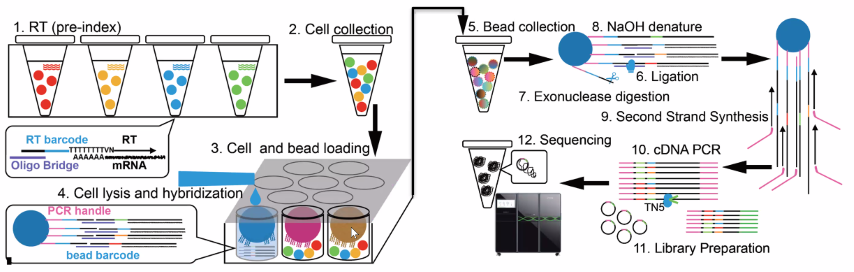 1. RT (pre-index)
2. Cell collection
RT barcode
RT
TTTTTTTVN
AAAAAA
Oligo Bridge
mRNA
3. Cell and bead loading
4. Cell lysis and hybridization
PCR handle
bead barcode
5. Bead collection
8. NaOH denature
6. Ligation
7. Exonuclease digestion
9. Second Strand Synthesis
12. Sequencing
10. cDNA PCR
TN5
11. Library Preparation